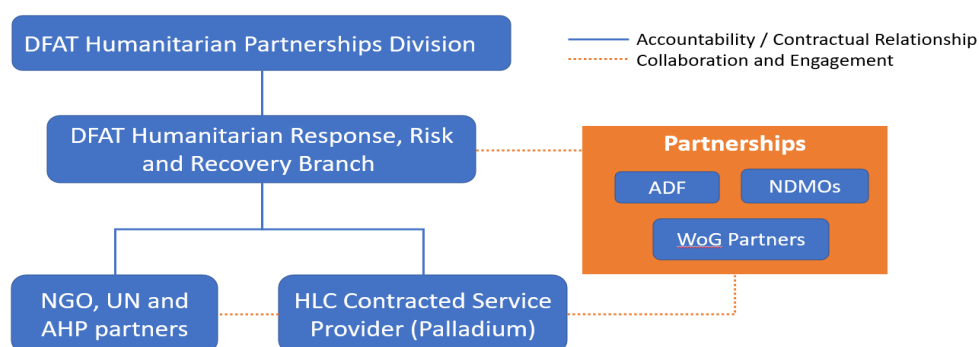 DFAT Humanitarian Partnerships Division
Accountability / Contractual Relationship
Collaboration and Engagement
DFAT Humanitarian Response, Risk
and Recovery Branch
Partnerships
ADF
NDMOs
WoG Partners
NGO, UN and
AHP partners
HLC Contracted Service
Provider (Palladium)